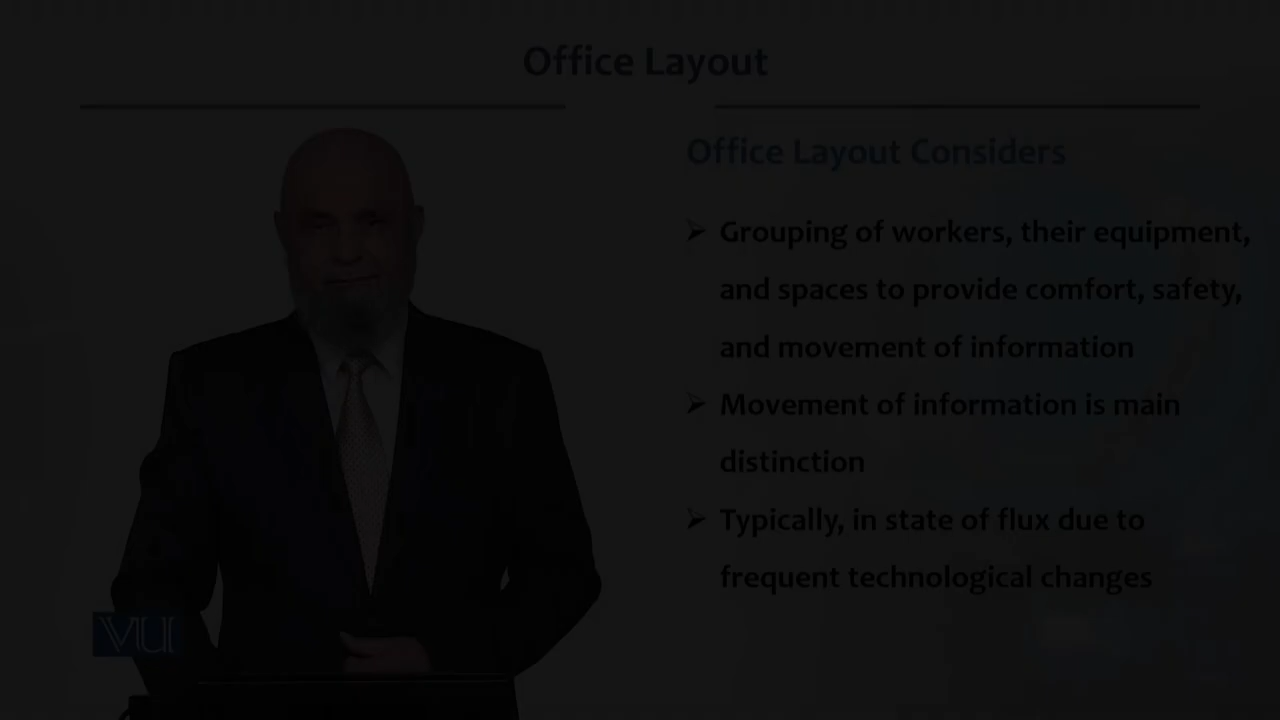 Office Layout
Office Layout Considers
➢ Grouping of workers, their equipment,
and spaces to provide comfort, safety,
and movement of information
➢ Movement of information is main
distinction
➢ Typically, in state of flux due to
frequent technological changes
VU